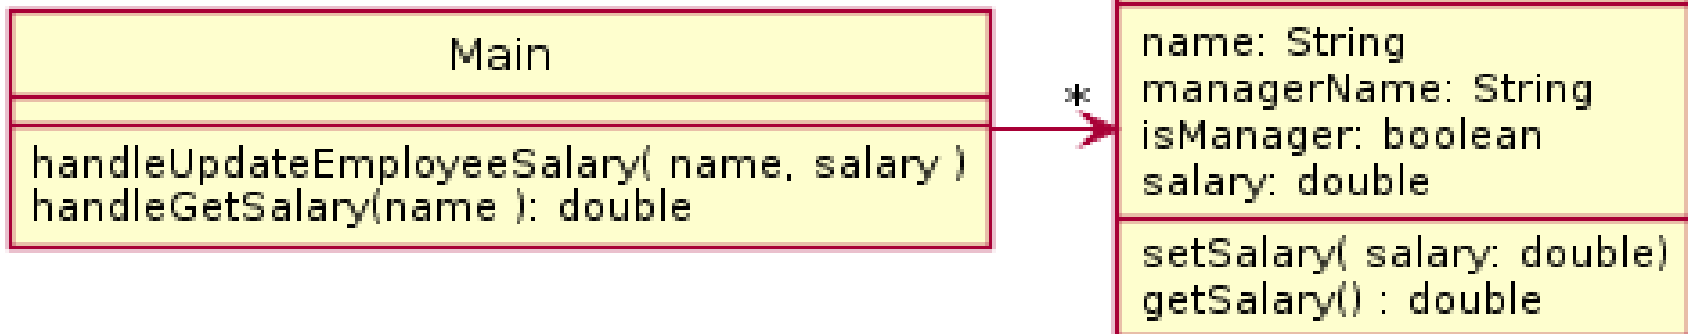 Main
handleUpdateEmployeeSalary( name, salary )
handleGetSalary(name ): double
*
name: String
managerName: String
isManager: boolean
salary: double
setSalary( salary: double)
getSalary() : double